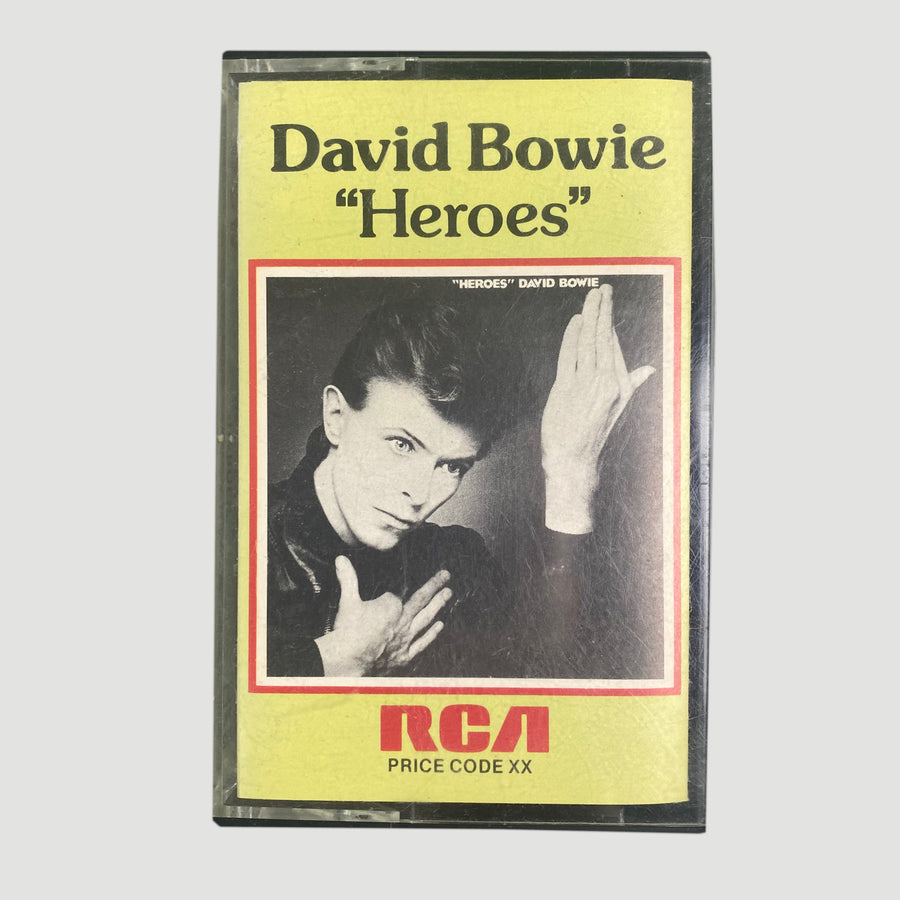 David Bowie
“Heroes”
"HEROES" DAVID BOWIE
RCA
PRICE CODE XX